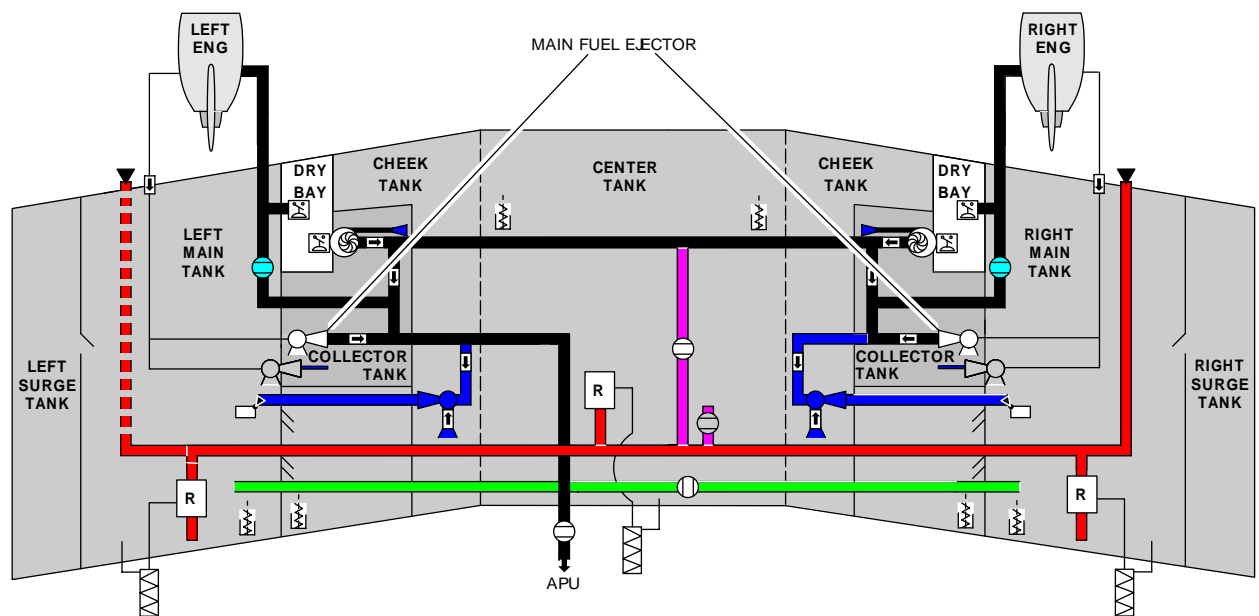 LEFT
ENG
MAIN FUEL EJECTOR
RIGHT
ENG
DRY
BAY
CHEEK
TANK
CENTER
TANK
CHEEK
TANK
DRY
BAY
LEFT
MAIN
TANK
RIGHT
MAIN
TANK
COLLECTOR
TANK
COLLECTOR
TANK
LEFT
SURGE
TANK
RIGHT SURGE
TANK
R
R
R
APU